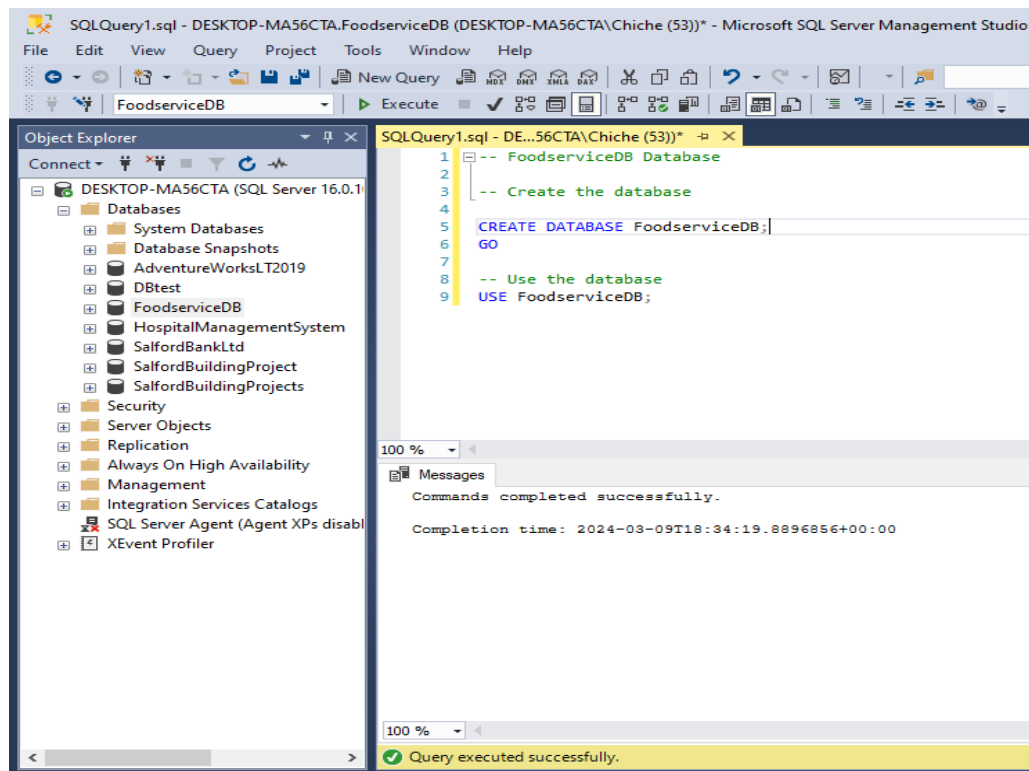 SQLQuery1.sql - DESKTOP-MA56CTA.FoodserviceDB (DESKTOP-MA56CTA\Chiche (53))* - Microsoft SQL Server Management Studio
File Edit View Query Project Tools Window Help
New Query MDX DMX XMLA DAX
FoodserviceDB Execute
Object Explorer
Connect
DESKTOP-MA56CTA (SQL Server 16.0.1
Databases
System Databases
Database Snapshots
AdventureWorksLT2019
DBtest
FoodserviceDB
HospitalManagementSystem
SalfordBankLtd
SalfordBuildingProject
SalfordBuildingProjects
Security
Server Objects
Replication
Always On High Availability
Management
Integration Services Catalogs
SQL Server Agent (Agent XPs disabl
XEvent Profiler
SQLQuery1.sql - DE...56CTA\Chiche (53))*
1 -- FoodserviceDB Database
2
3 -- Create the database
4
5 CREATE DATABASE FoodserviceDB;
6 GO
7
8 -- Use the database
9 USE FoodserviceDB;
100 %
Messages
Commands completed successfully.
Completion time: 2024-03-09T18:34:19.8896856+00:00
100 %
Query executed successfully.